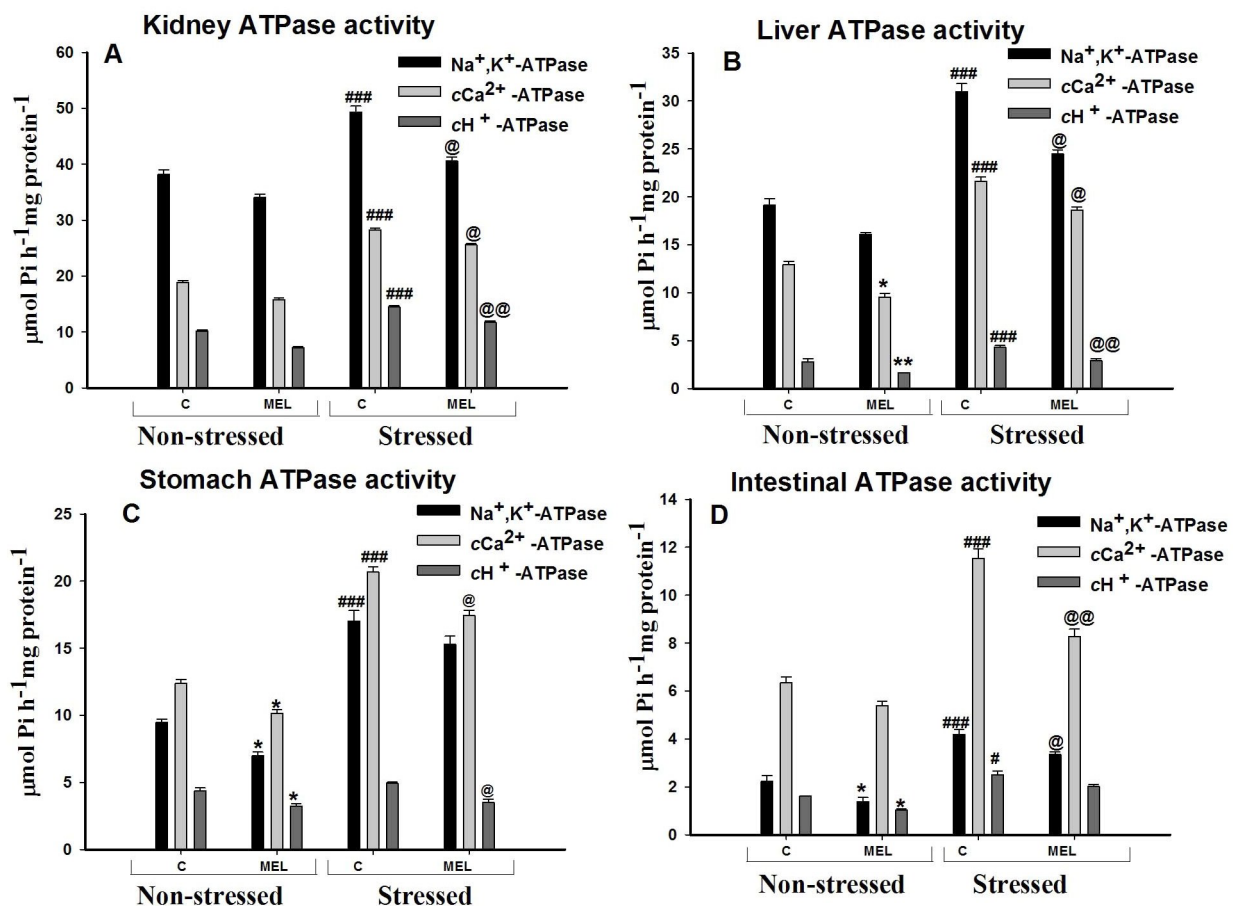 Kidney ATPase activity
A
Na⁺,K⁺-ATPase
cCa²⁺ -ATPase
cH ⁺ -ATPase
µmol Pi h⁻¹mg protein⁻¹
60
50
40
30
20
10
0
###
###
###
@
@
@@
C
MEL
C
MEL
Non-stressed
Stressed
Liver ATPase activity
B
Na⁺,K⁺-ATPase
cCa²⁺ -ATPase
cH ⁺ -ATPase
µmol Pi h⁻¹mg protein⁻¹
35
30
25
20
15
10
5
0
*
**
###
###
###
@
@
@@
C
MEL
C
MEL
Non-stressed
Stressed
Stomach ATPase activity
C
Na⁺,K⁺-ATPase
cCa²⁺ -ATPase
cH ⁺ -ATPase
µmol Pi h⁻¹mg protein⁻¹
25
20
15
10
5
0
*
*
*
###
###
@
@
C
MEL
C
MEL
Non-stressed
Stressed
Intestinal ATPase activity
D
Na⁺,K⁺-ATPase
cCa²⁺ -ATPase
cH ⁺ -ATPase
µmol Pi h⁻¹mg protein⁻¹
14
12
10
8
6
4
2
0
*
*
###
###
#
@
@@
C
MEL
C
MEL
Non-stressed
Stressed